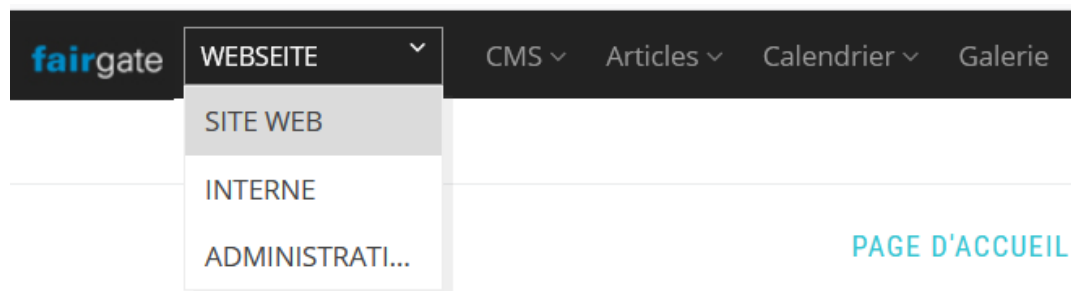 fairgate WEBSEITE CMS Articles Calendrier Galerie
SITE WEB
INTERNE
ADMINISTRATI...
PAGE D'ACCUEIL